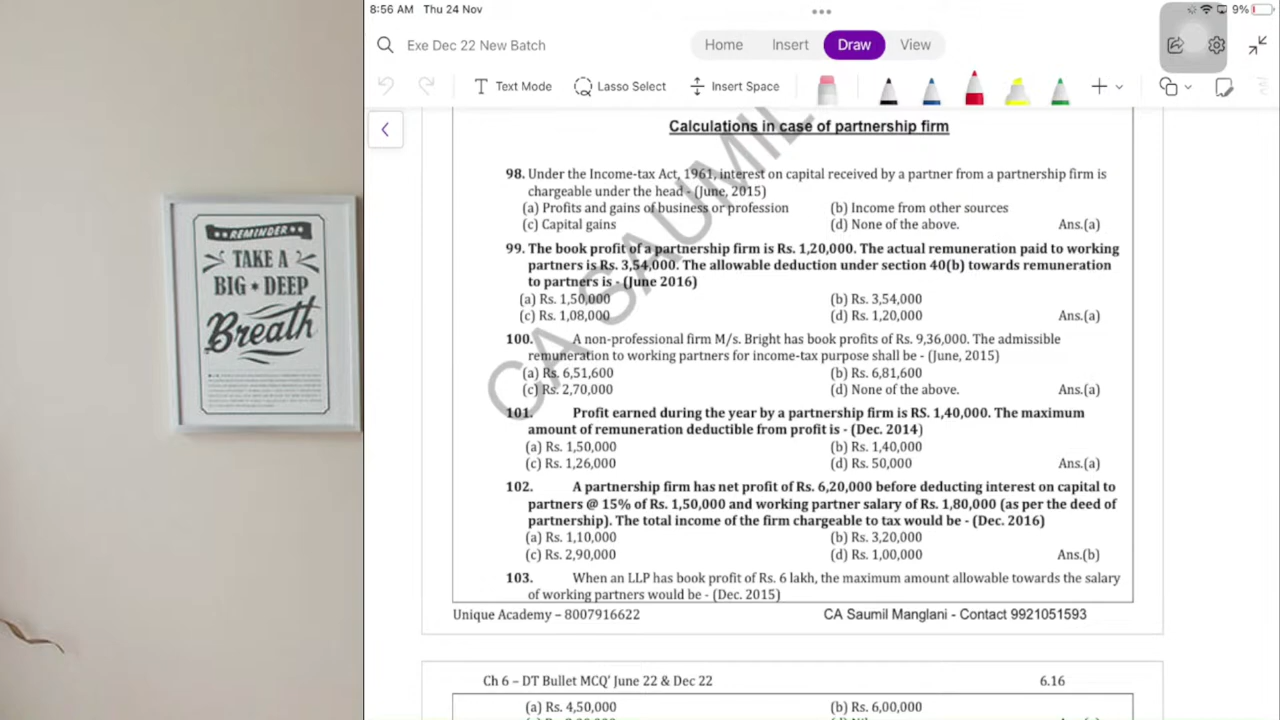 8:56 AM Thu 24 Nov
9%
Exe Dec 22 New Batch
Home Insert Draw View
Text Mode Lasso Select Insert Space
REMINDER
TAKE A
BIG DEEP
Breath
CA SAUMIL
Calculations in case of partnership firm
98. Under the Income-tax Act, 1961, interest on capital received by a partner from a partnership firm is
chargeable under the head - (June, 2015)
(a) Profits and gains of business or profession (b) Income from other sources
(c) Capital gains (d) None of the above. Ans.(a)
99. The book profit of a partnership firm is Rs. 1,20,000. The actual remuneration paid to working
partners is Rs. 3,54,000. The allowable deduction under section 40(b) towards remuneration
to partners is - (June 2016)
(a) Rs. 1,50,000 (b) Rs. 3,54,000
(c) Rs. 1,08,000 (d) Rs. 1,20,000 Ans.(a)
100. A non-professional firm M/s. Bright has book profits of Rs. 9,36,000. The admissible
remuneration to working partners for income-tax purpose shall be - (June, 2015)
(a) Rs. 6,51,600 (b) Rs. 6,81,600
(c) Rs. 2,70,000 (d) None of the above. Ans.(a)
101. Profit earned during the year by a partnership firm is RS. 1,40,000. The maximum
amount of remuneration deductible from profit is - (Dec. 2014)
(a) Rs. 1,50,000 (b) Rs. 1,40,000
(c) Rs. 1,26,000 (d) Rs. 50,000 Ans.(a)
102. A partnership firm has net profit of Rs. 6,20,000 before deducting interest on capital to
partners @ 15% of Rs. 1,50,000 and working partner salary of Rs. 1,80,000 (as per the deed of
partnership). The total income of the firm chargeable to tax would be - (Dec. 2016)
(a) Rs. 1,10,000 (b) Rs. 3,20,000
(c) Rs. 2,90,000 (d) Rs. 1,00,000 Ans.(b)
103. When an LLP has book profit of Rs. 6 lakh, the maximum amount allowable towards the salary
of working partners would be - (Dec. 2015)
Unique Academy – 8007916622 CA Saumil Manglani - Contact 9921051593
Ch 6 – DT Bullet MCQ' June 22 & Dec 22 6.16
(a) Rs. 4,50,000 (b) Rs. 6,00,000